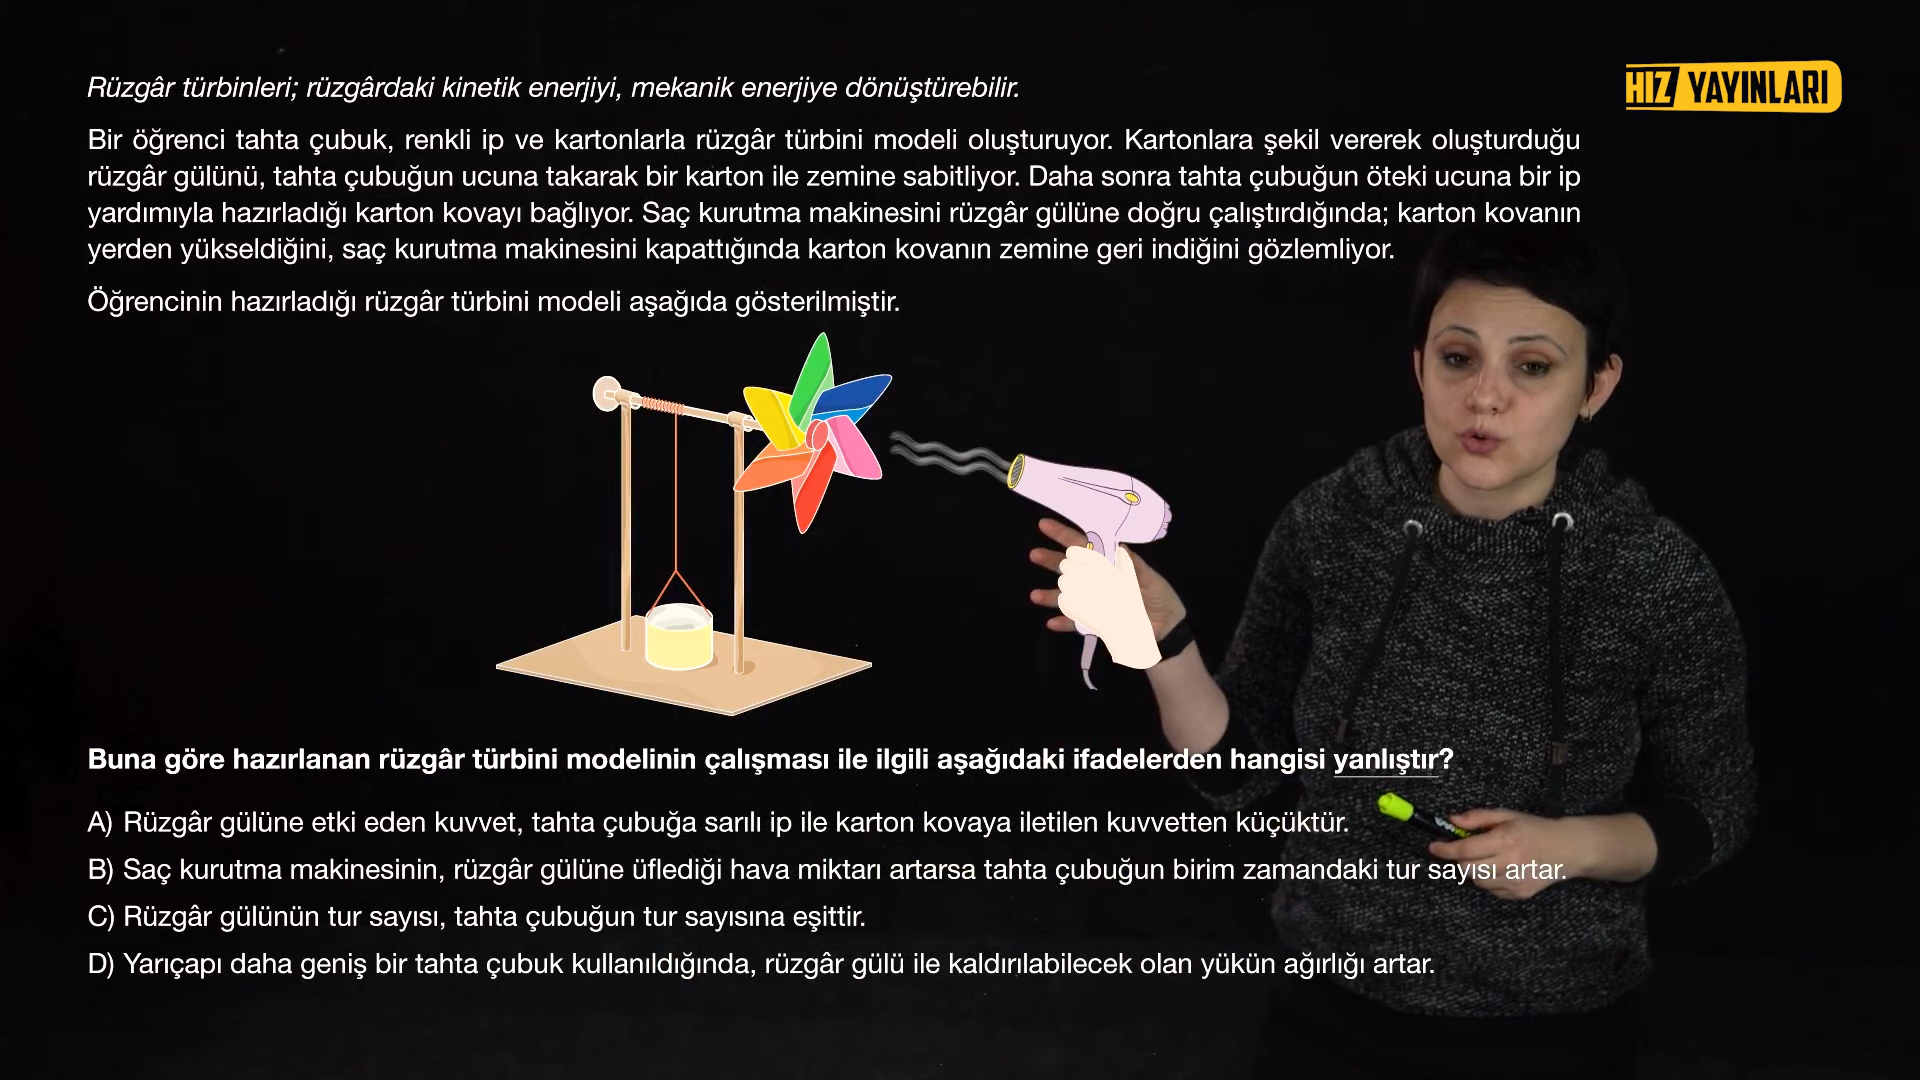 HIZ YAYINLARI
Rüzgâr türbinleri; rüzgârdaki kinetik enerjiyi, mekanik enerjiye dönüştürebilir.
Bir öğrenci tahta çubuk, renkli ip ve kartonlarla rüzgâr türbini modeli oluşturuyor. Kartonlara şekil vererek oluşturduğu
rüzgâr gülünü, tahta çubuğun ucuna takarak bir karton ile zemine sabitliyor. Daha sonra tahta çubuğun öteki ucuna bir ip
yardımıyla hazırladığı karton kovayı bağlıyor. Saç kurutma makinesini rüzgâr gülüne doğru çalıştırdığında; karton kovanın
yerden yükseldiğini, saç kurutma makinesini kapattığında karton kovanın zemine geri indiğini gözlemliyor.
Öğrencinin hazırladığı rüzgâr türbini modeli aşağıda gösterilmiştir.
Buna göre hazırlanan rüzgâr türbini modelinin çalışması ile ilgili aşağıdaki ifadelerden hangisi yanlıştır?
A) Rüzgâr gülüne etki eden kuvvet, tahta çubuğa sarılı ip ile karton kovaya iletilen kuvvetten küçüktür.
B) Saç kurutma makinesinin, rüzgâr gülüne üflediği hava miktarı artarsa tahta çubuğun birim zamandaki tur sayısı artar.
C) Rüzgâr gülünün tur sayısı, tahta çubuğun tur sayısına eşittir.
D) Yarıçapı daha geniş bir tahta çubuk kullanıldığında, rüzgâr gülü ile kaldırılabilecek olan yükün ağırlığı artar.